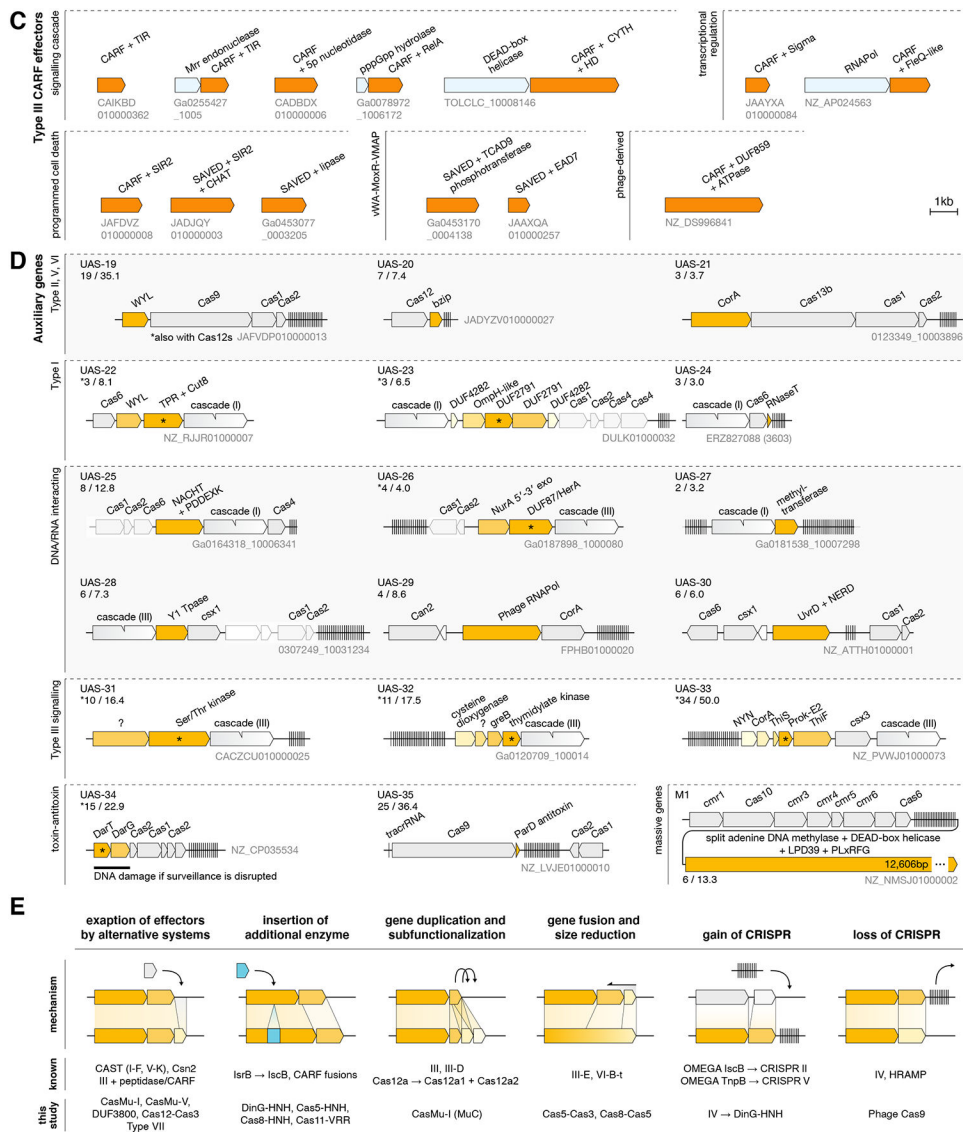 C
Type III CARF effectors
signalling cascade
CARF + TIR
CAIKBD
010000362
Mrr endonuclease
CARF + TIR
Ga0255427
_1005
CARF
+ 5p nucleotidase
CADBDX
010000006
pppGpp hydrolase
CARF + RelA
Ga0078972
_1006172
DEAD-box
helicase
CARF + CYTH
+ HD
TOLCLC_10008146
transcriptional
regulation
CARF + Sigma
JAAYXA
010000084
RNAPol
CARF
+ FleQ-like
NZ_AP024563
programmed cell death
CARF + SIR2
JAFDVZ
010000008
SAVED + SIR2
+ CHAT
JADJQY
010000003
SAVED + lipase
Ga0453077
_0003205
vWA-MoxR-VMAP
SAVED + TCAD9
phosphotransferase
Ga0453170
_0004138
SAVED + EAD7
JAAXQA
010000257
phage-derived
CARF + DUF859
+ ATPase
NZ_DS996841
1kb
D
Auxiliary genes
Type II, V, VI
UAS-19
19 / 35.1
WYL
Cas9
Cas1
Cas2
*also with Cas12s
JAFVDP010000013
UAS-20
7 / 7.4
Cas12
bzip
JADYZV010000027
UAS-21
3 / 3.7
CorA
Cas13b
Cas1
Cas2
0123349_10003896
Type I
UAS-22
*3 / 8.1
Cas6
WYL
TPR + Cut8
*
cascade (I)
NZ_RJJR01000007
UAS-23
*3 / 6.5
cascade (I)
DUF4282
OmpH-like
DUF2791
*
DUF2791
DUF4282
Cas1
Cas2
Cas4
Cas4
DULK01000032
UAS-24
3 / 3.0
cascade (I)
Cas6
RNaseT
ERZ827088 (3603)
DNA/RNA interacting
UAS-25
8 / 12.8
Cas1
Cas2
Cas6
NACHT
+ PDDEXK
cascade (I)
Cas4
Ga0164318_10006341
UAS-26
*4 / 4.0
Cas1
Cas2
NurA 5'-3' exo
DUF87/HerA
*
cascade (III)
Ga0187898_1000080
UAS-27
2 / 3.2
cascade (I)
methyl-
transferase
Ga0181538_10007298
UAS-28
6 / 7.3
cascade (III)
Y1 Tpase
csx1
Cas1
Cas2
0307249_10031234
UAS-29
4 / 8.6
Can2
Phage RNAPol
CorA
FPHB01000020
UAS-30
6 / 6.0
Cas6
csx1
UvrD + NERD
Cas1
Cas2
NZ_ATTH01000001
Type III signalling
UAS-31
*10 / 16.4
?
Ser/Thr kinase
*
cascade (III)
CACZCU010000025
UAS-32
*11 / 17.5
cysteine
dioxygenase
?
greB
thymidylate kinase
*
cascade (III)
Ga0120709_100014
UAS-33
*34 / 50.0
NYN
CorA
ThiS
Prok-E2
*
ThiF
csx3
cascade (III)
NZ_PVWJ01000073
toxin-antitoxin
UAS-34
*15 / 22.9
DarT
*
DarG
Cas2
Cas1
Cas2
NZ_CP035534
DNA damage if surveillance is disrupted
UAS-35
25 / 36.4
tracrRNA
Cas9
ParD antitoxin
Cas2
Cas1
NZ_LVJE01000010
massive genes
M1
cmr1
Cas10
cmr3
cmr4
cmr5
cmr6
Cas6
split adenine DNA methylase + DEAD-box helicase
+ LPD39 + PLxRFG
12,606bp
...
6 / 13.3
NZ_NMSJ01000002
E
exaption of effectors
by alternative systems
insertion of
additional enzyme
gene duplication and
subfunctionalization
gene fusion and
size reduction
gain of CRISPR
loss of CRISPR
mechanism
known
CAST (I-F, V-K), Csn2
III + peptidase/CARF
IsrB → IscB, CARF fusions
III, III-D
Cas12a → Cas12a1 + Cas12a2
III-E, VI-B-t
OMEGA IscB → CRISPR II
OMEGA TnpB → CRISPR V
IV, HRAMP
this
study
CasMu-I, CasMu-V,
DUF3800, Cas12-Cas3
Type VII
DinG-HNH, Cas5-HNH,
Cas8-HNH, Cas11-VRR
CasMu-I (MuC)
Cas5-Cas3, Cas8-Cas5
IV → DinG-HNH
Phage Cas9